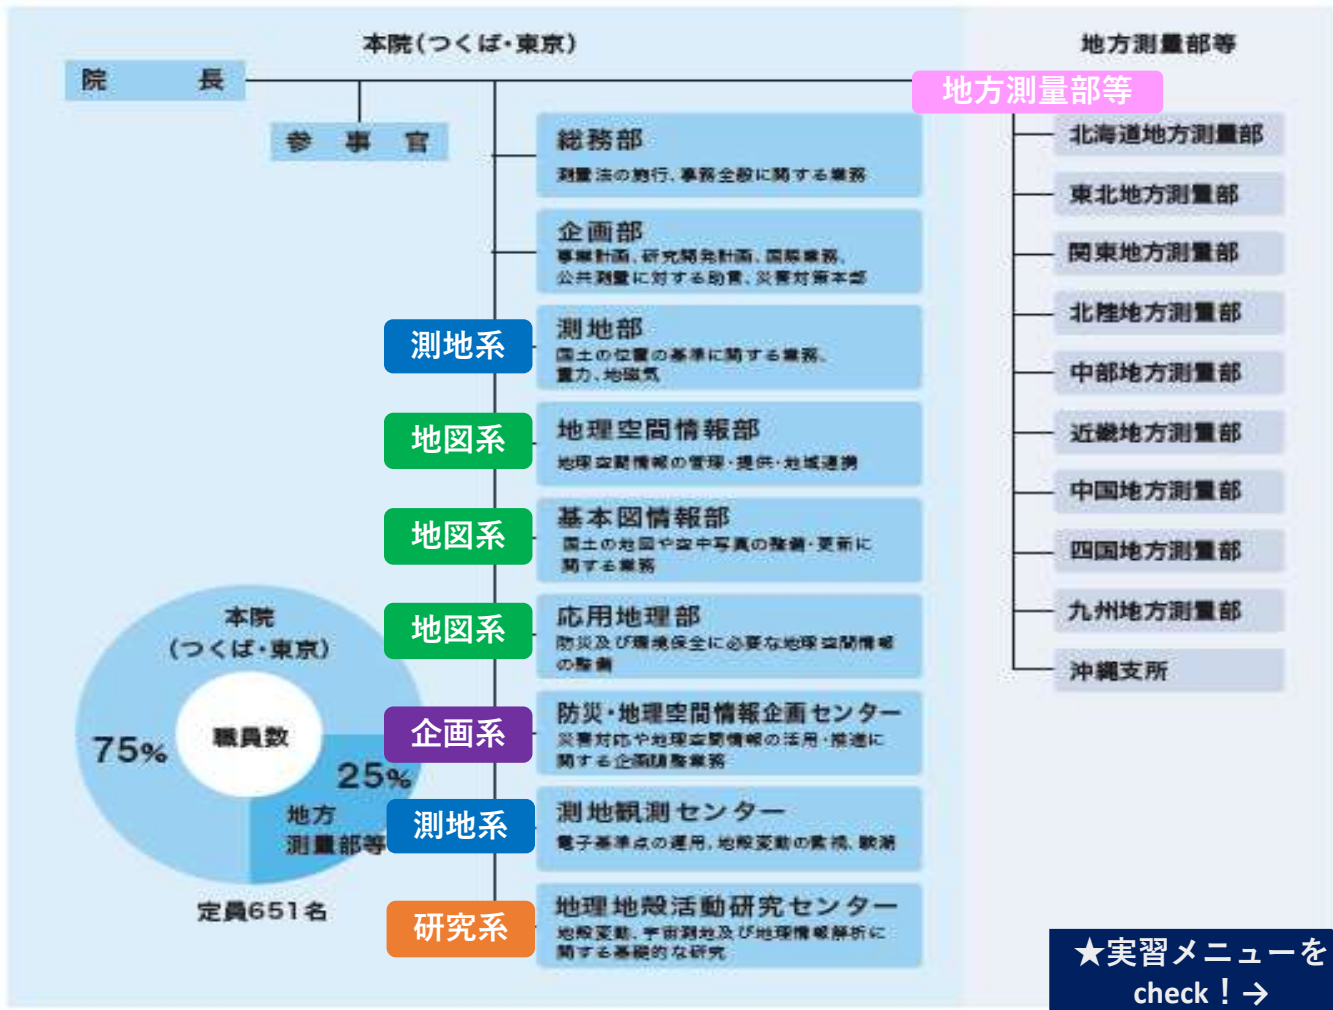 本院(つくば・東京)
院　　長
参　事　官
総務部
測量法の施行、事務全般に関する業務
企画部
事業計画、研究開発計画、国際業務、
公共測量に対する助言、災害対策本部
測地系
測地部
国土の位置の基準に関する業務、
重力、地磁気
地図系
地理空間情報部
地理空間情報の管理・提供・地域連携
地図系
基本図情報部
国土の地図や空中写真の整備・更新に
関する業務
地図系
応用地理部
防災及び環境保全に必要な地理空間情報
の整備
企画系
防災・地理空間情報企画センター
災害対応や地理空間情報の活用・推進に
関する企画調整業務
測地系
測地観測センター
電子基準点の運用、地殻変動の監視、験潮
研究系
地理地殻活動研究センター
地殻変動、宇宙測地及び地理情報解析に
関する基礎的な研究
本院
(つくば・東京)
職員数
75%
25%
地方
測量部等
定員651名
地方測量部等
地方測量部等
北海道地方測量部
東北地方測量部
関東地方測量部
北陸地方測量部
中部地方測量部
近畿地方測量部
中国地方測量部
四国地方測量部
九州地方測量部
沖縄支所
★実習メニューを
check！→